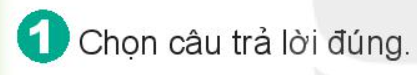 1 Chọn câu trả lời đúng.